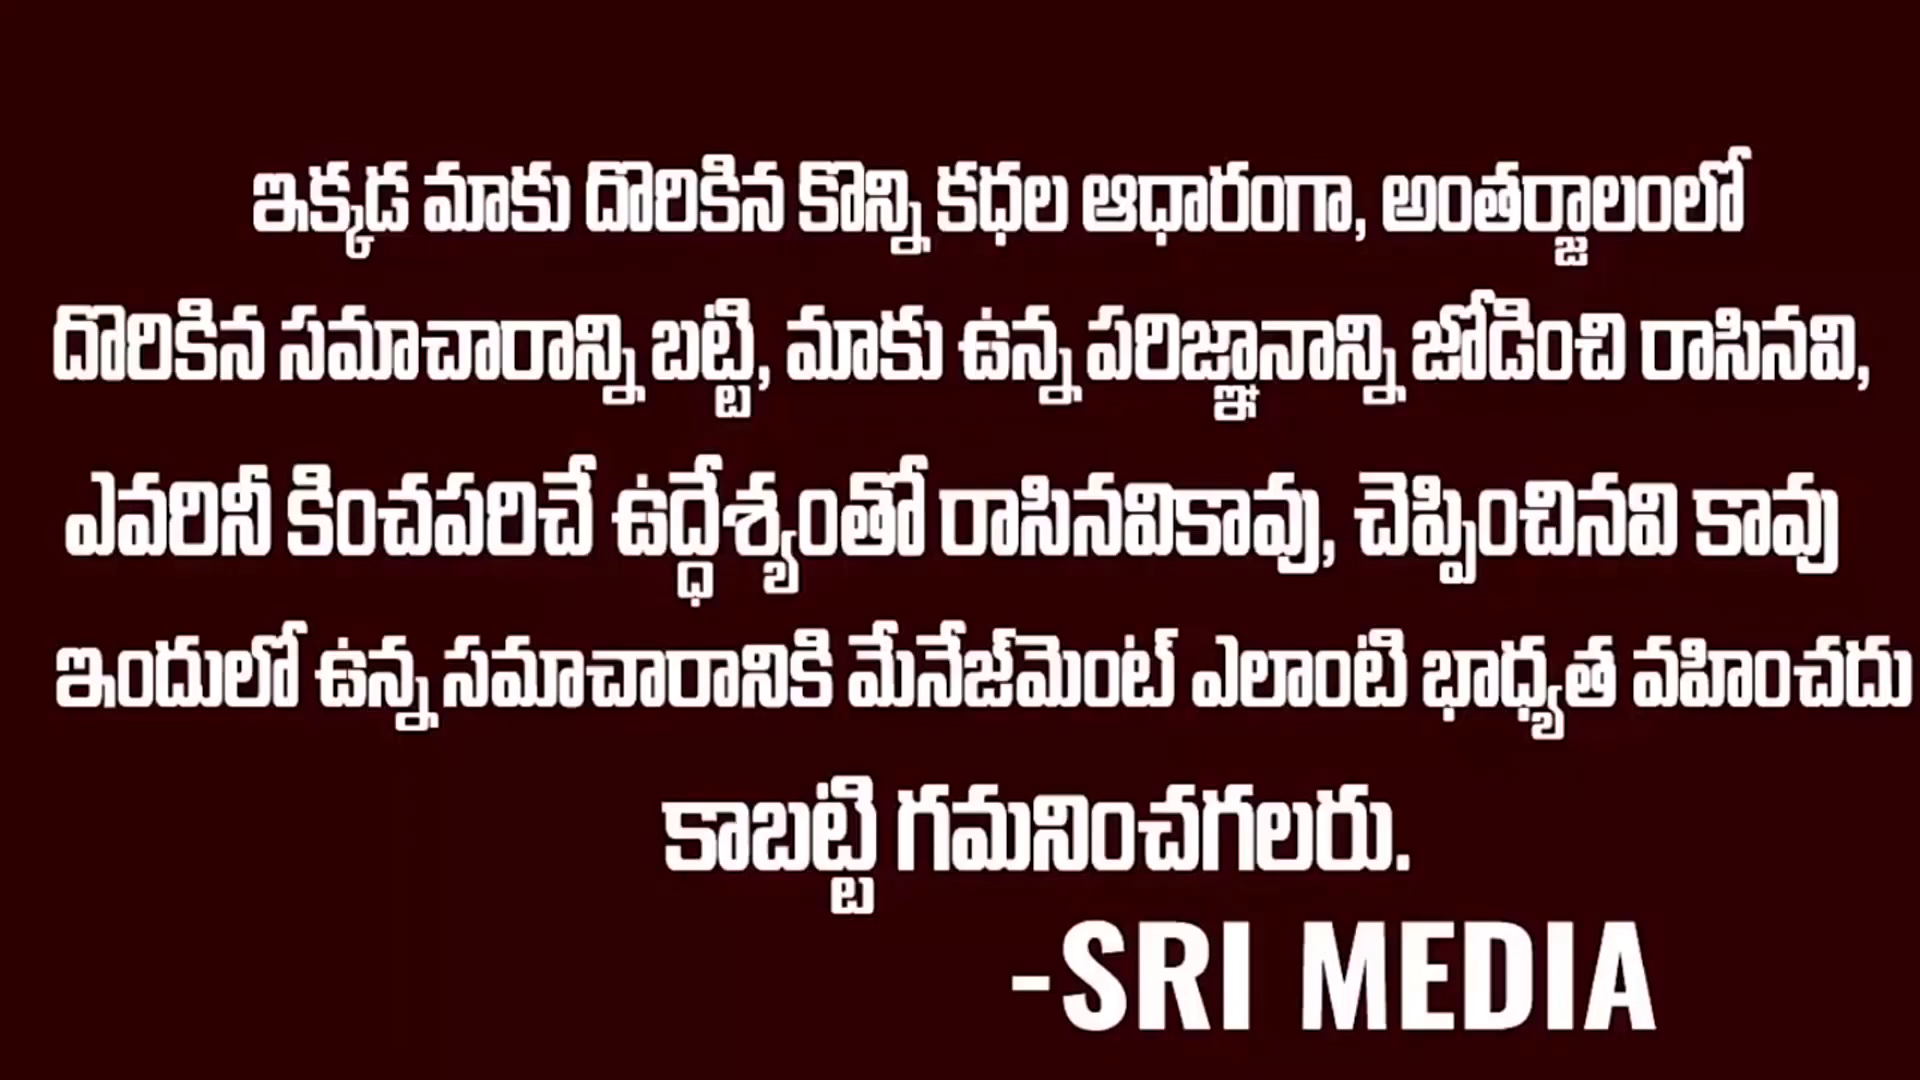 ఇక్కడ మాకు దొరికిన కొన్ని కధల ఆధారంగా, అంతర్జాలంలో
దొరికిన సమాచారాన్ని బట్టి, మాకు ఉన్న పరిజ్ఞానాన్ని జోడించి రాసినవి,
ఎవరినీ కించపరిచే ఉద్ధేశ్యంతో రాసినవికావు, చెప్పించినవి కావు
ఇందులో ఉన్న సమాచారానికి మేనేజ్‌మెంట్ ఎలాంటి భాధ్యత వహించదు
కాబట్టి గమనించగలరు.
-SRI MEDIA